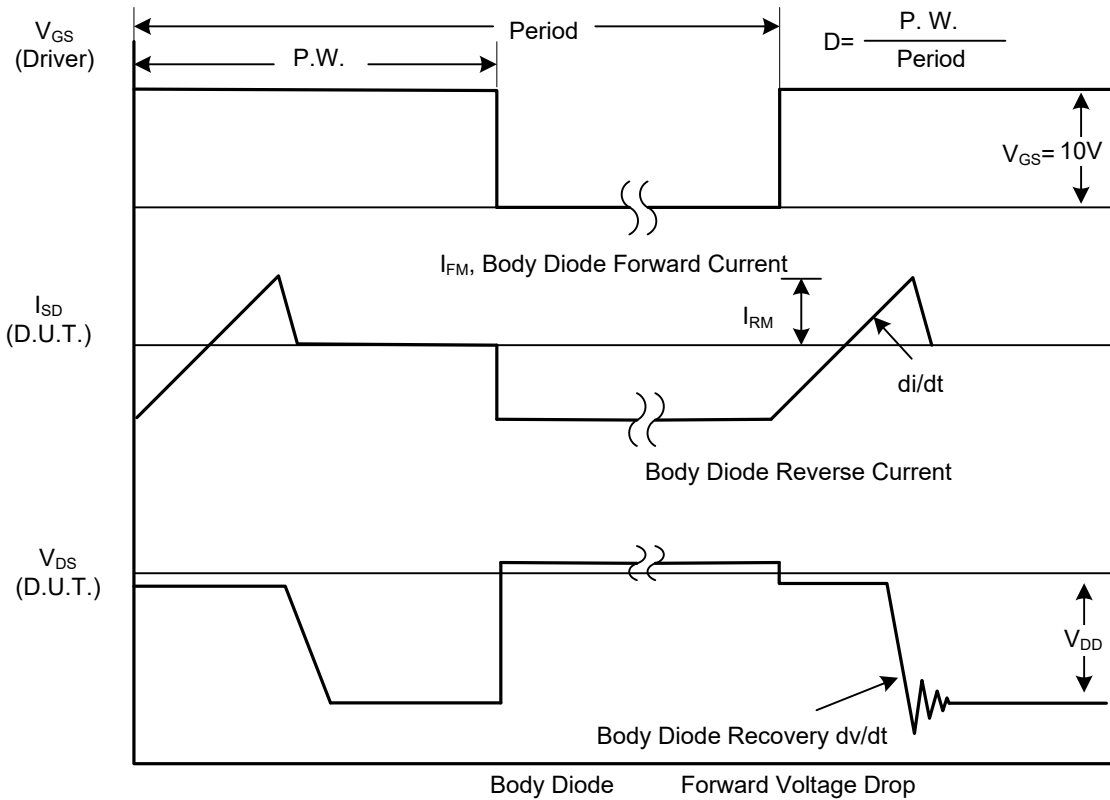 V_GS
(Driver)
Period
P.W.
D= P. W.
Period
V_GS= 10V
I_FM, Body Diode Forward Current
I_SD
(D.U.T.)
I_RM
di/dt
Body Diode Reverse Current
V_DS
(D.U.T.)
V_DD
Body Diode Recovery dv/dt
Body Diode Forward Voltage Drop